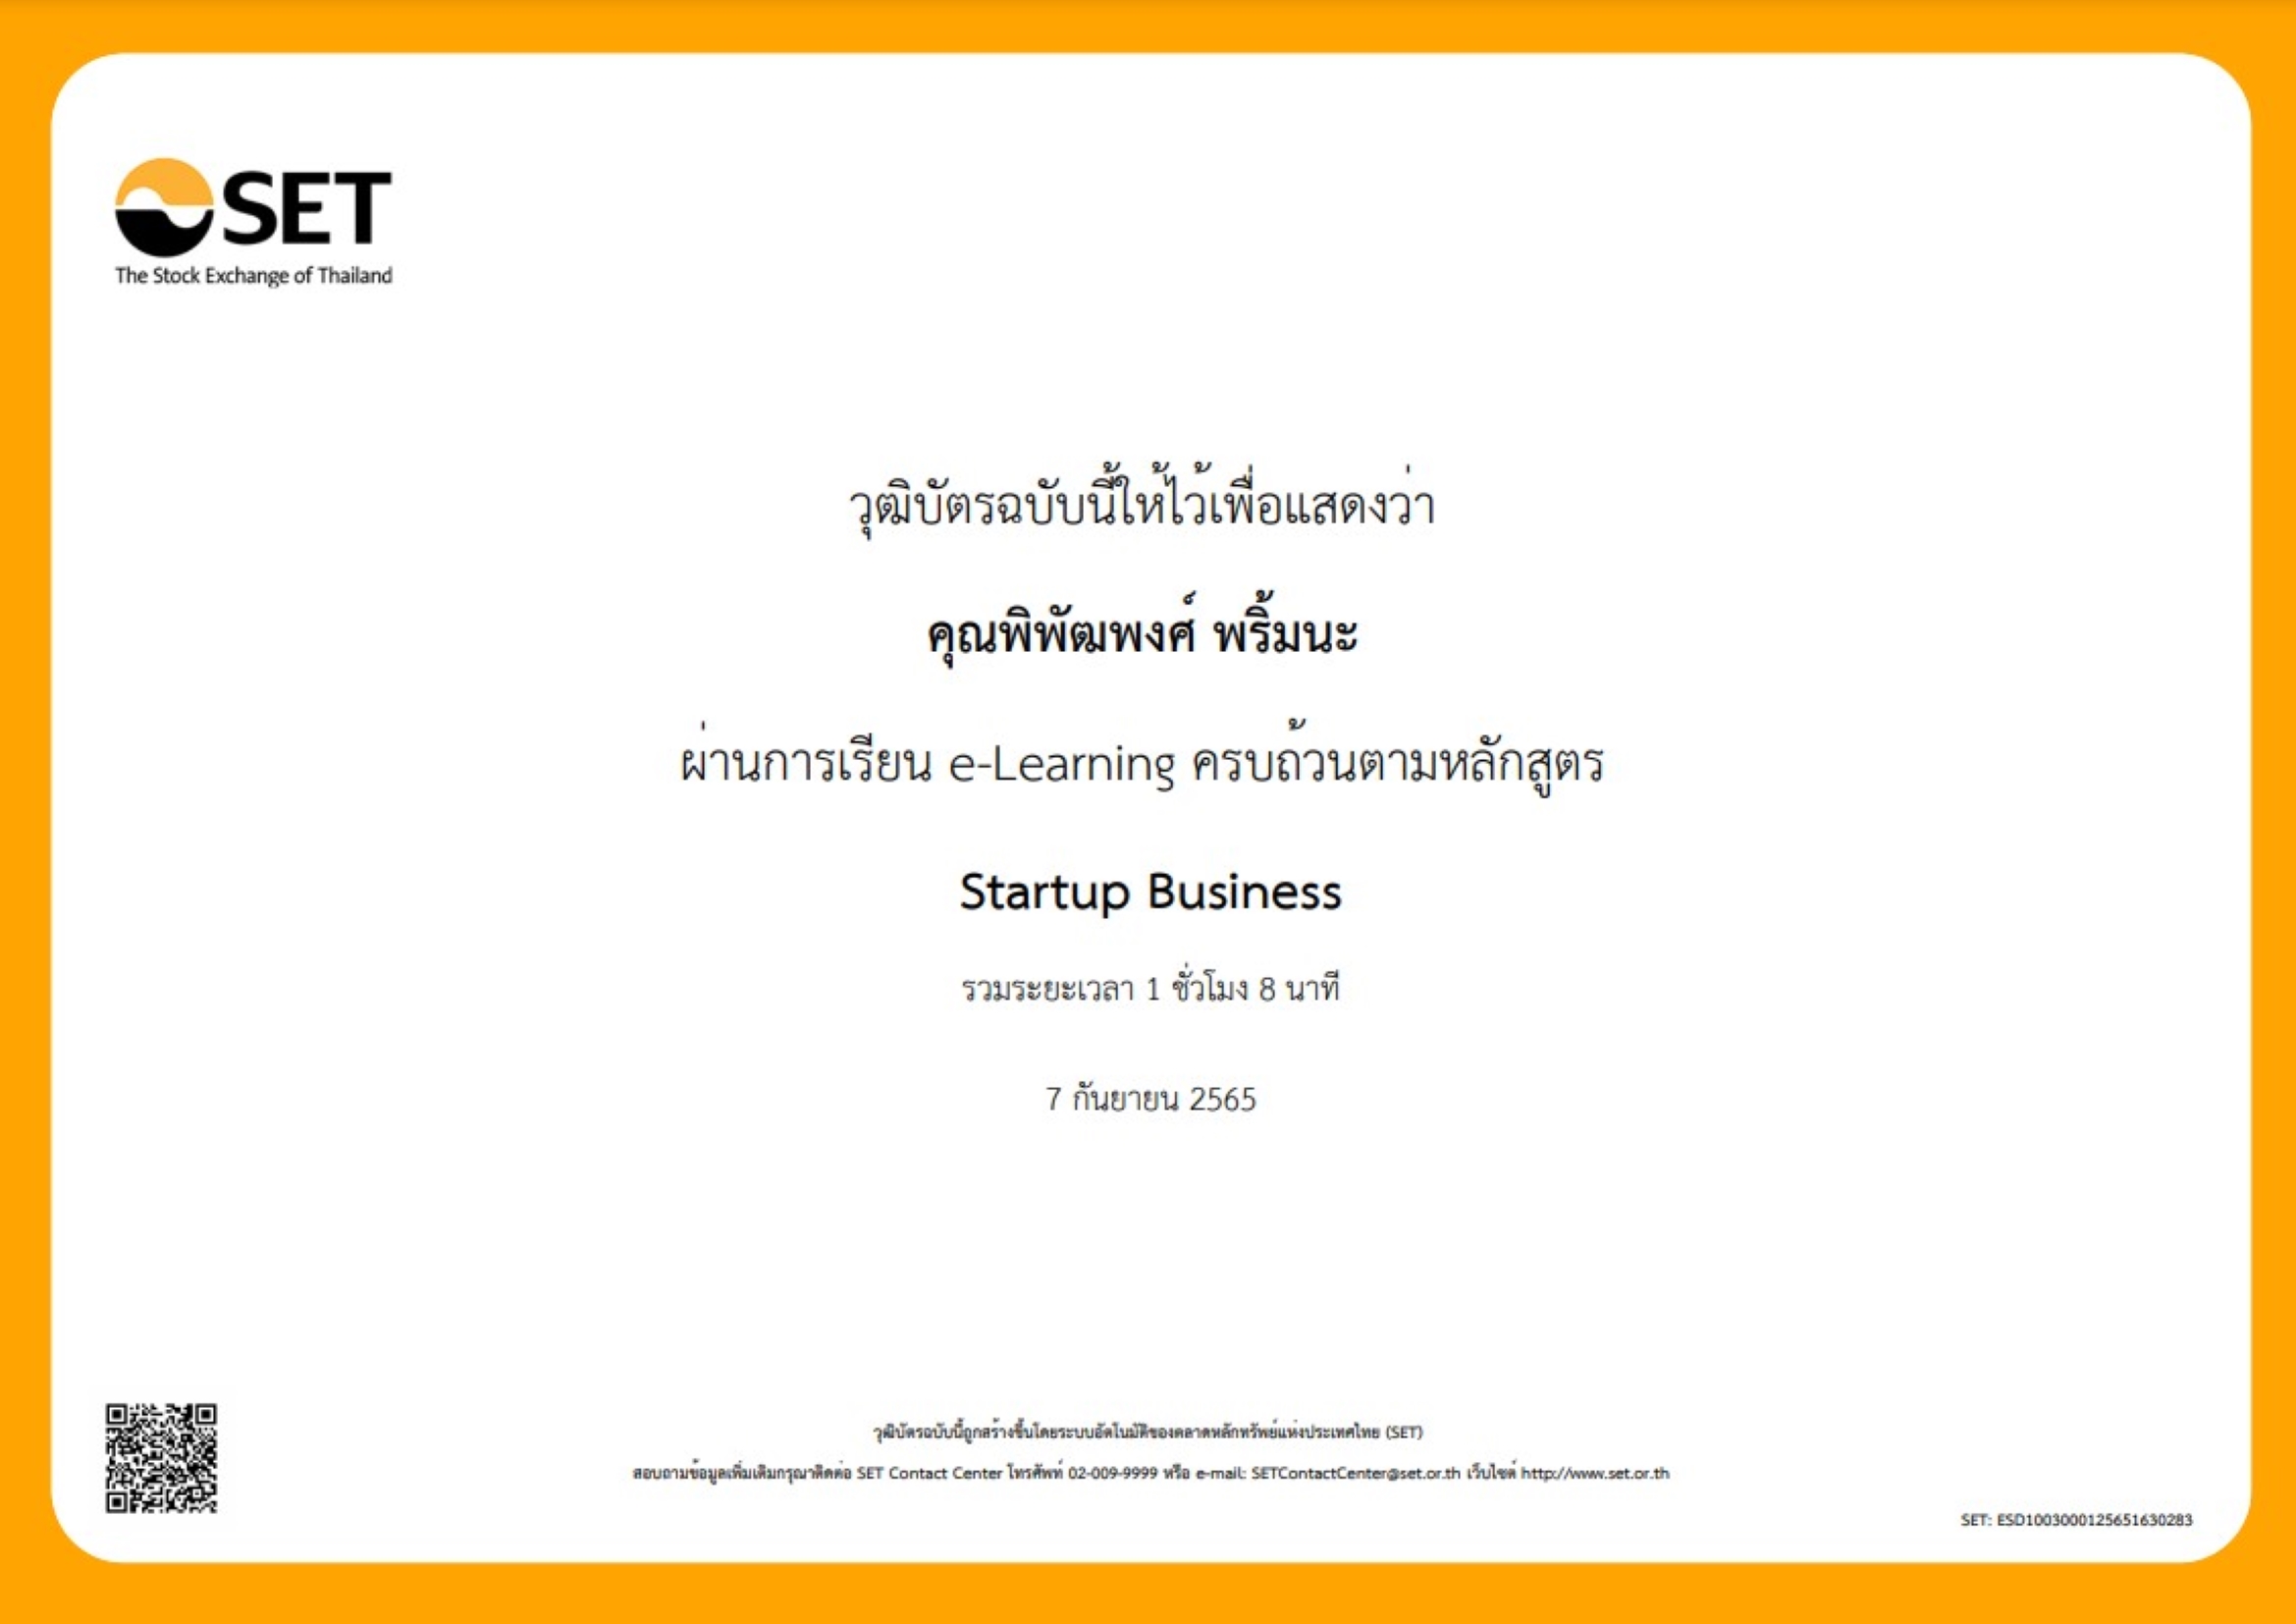 SET
The Stock Exchange of Thailand
วุฒิบัตรฉบับนี้ให้ไว้เพื่อแสดงว่า
คุณพิพัฒพงศ์ พริ้มนะ
ผ่านการเรียน e-Learning ครบถ้วนตามหลักสูตร
Startup Business
รวมระยะเวลา 1 ชั่วโมง 8 นาที
7 กันยายน 2565
วุฒิบัตรฉบับนี้ถูกสร้างขึ้นโดยระบบอัตโนมัติของตลาดหลักทรัพย์แห่งประเทศไทย (SET)
สอบถามข้อมูลเพิ่มเติมกรุณาติดต่อ SET Contact Center โทรศัพท์ 02-009-9999 หรือ e-mail: SETContactCenter@set.or.th เว็บไซต์ http://www.set.or.th
SET: ESD1003000125651630283